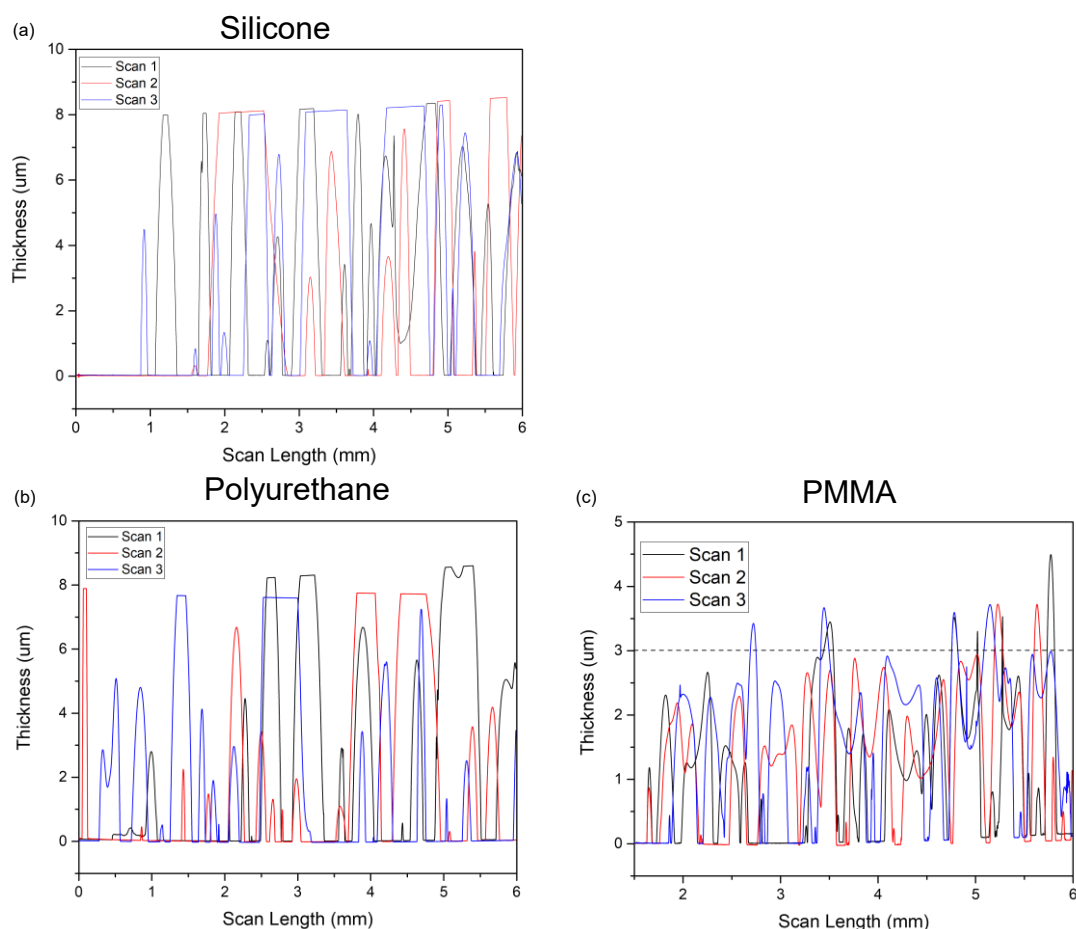 (a)
Silicone
Scan 1
Scan 2
Scan 3
Thickness (um)
10
8
6
4
2
0
0 1 2 3 4 5 6
Scan Length (mm)
(b)
Polyurethane
Scan 1
Scan 2
Scan 3
Thickness (um)
10
8
6
4
2
0
0 1 2 3 4 5 6
Scan Length (mm)
(c)
PMMA
Scan 1
Scan 2
Scan 3
Thickness (um)
5
4
3
2
1
0
2 3 4 5 6
Scan Length (mm)